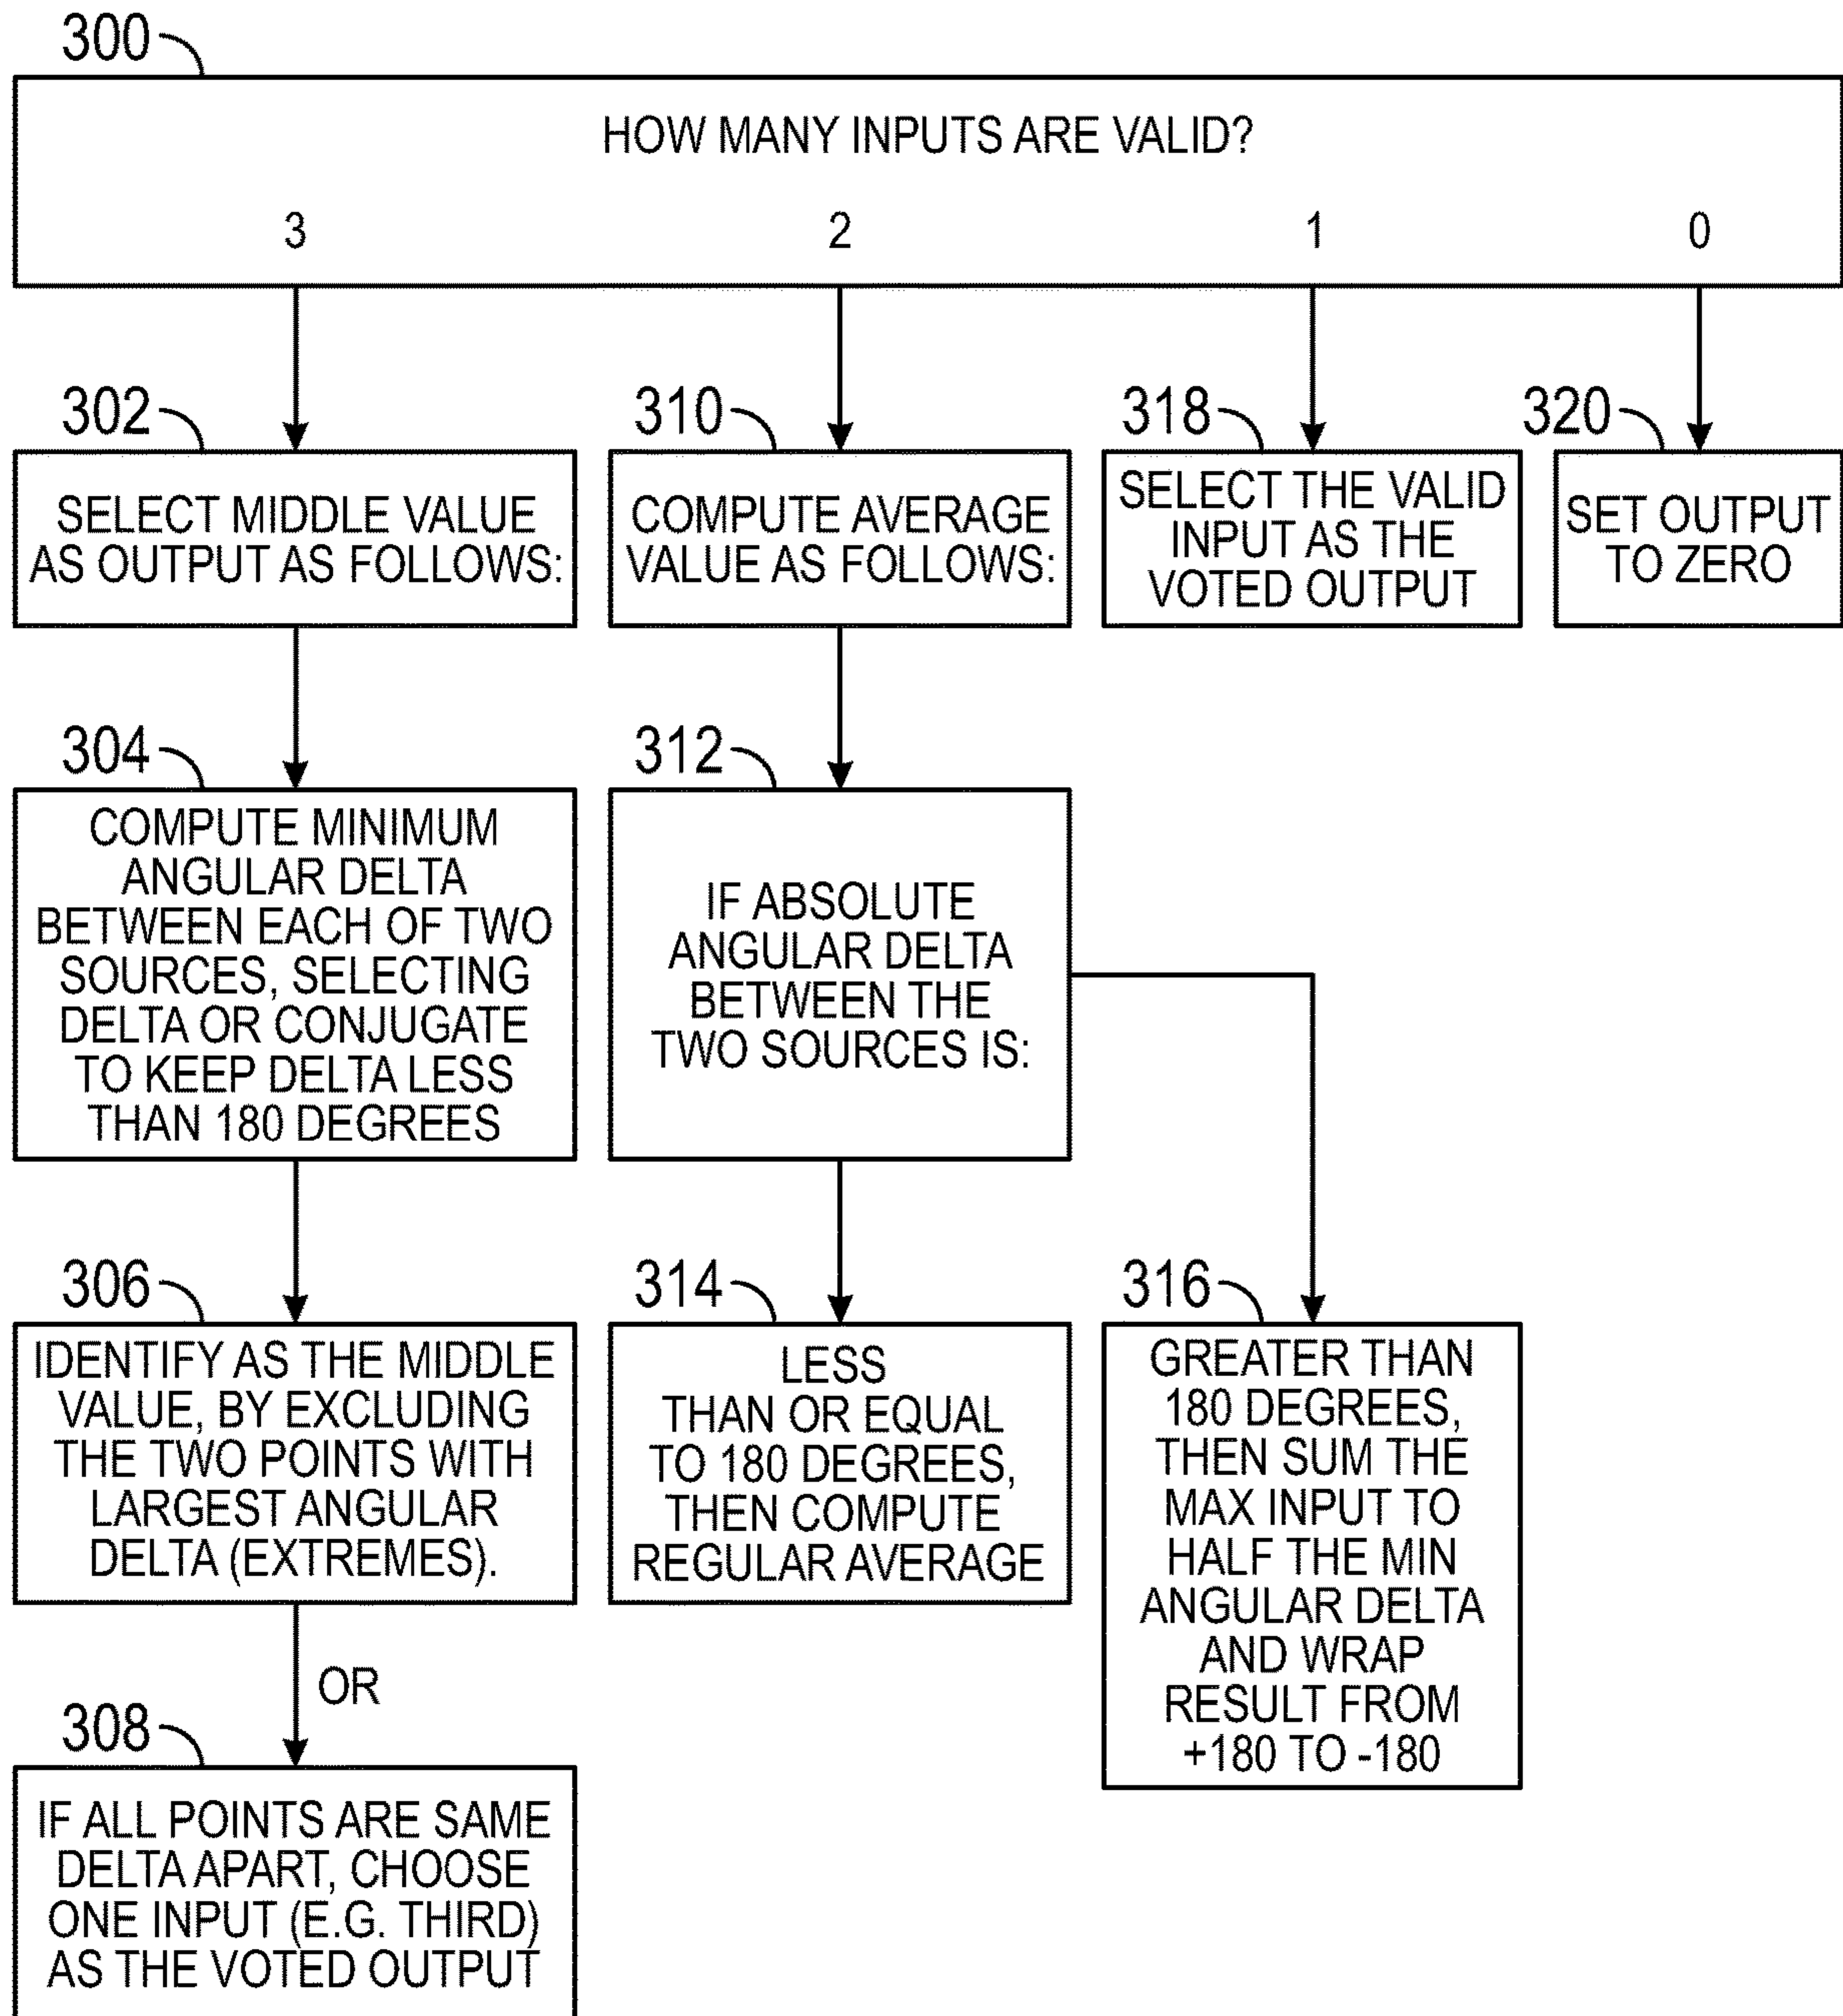 300
HOW MANY INPUTS ARE VALID?
3 2 1 0
302
SELECT MIDDLE VALUE
AS OUTPUT AS FOLLOWS:
310
COMPUTE AVERAGE
VALUE AS FOLLOWS:
318
SELECT THE VALID
INPUT AS THE
VOTED OUTPUT
320
SET OUTPUT
TO ZERO
304
COMPUTE MINIMUM
ANGULAR DELTA
BETWEEN EACH OF TWO
SOURCES, SELECTING
DELTA OR CONJUGATE
TO KEEP DELTA LESS
THAN 180 DEGREES
312
IF ABSOLUTE
ANGULAR DELTA
BETWEEN THE
TWO SOURCES IS:
306
IDENTIFY AS THE MIDDLE
VALUE, BY EXCLUDING
THE TWO POINTS WITH
LARGEST ANGULAR
DELTA (EXTREMES).
314
LESS
THAN OR EQUAL
TO 180 DEGREES,
THEN COMPUTE
REGULAR AVERAGE
316
GREATER THAN
180 DEGREES,
THEN SUM THE
MAX INPUT TO
HALF THE MIN
ANGULAR DELTA
AND WRAP
RESULT FROM
+180 TO -180
OR
308
IF ALL POINTS ARE SAME
DELTA APART, CHOOSE
ONE INPUT (E.G. THIRD)
AS THE VOTED OUTPUT